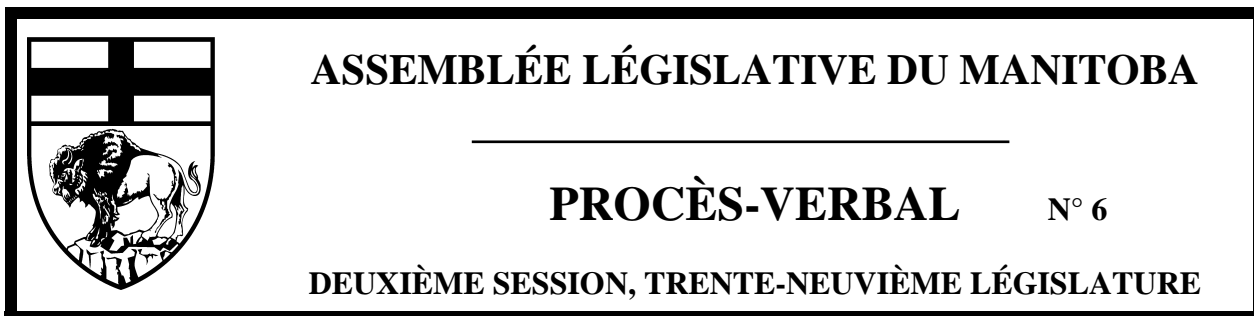 ASSEMBLÉE LÉGISLATIVE DU MANITOBA
PROCÈS-VERBAL N° 6
DEUXIÈME SESSION, TRENTE-NEUVIÈME LÉGISLATURE